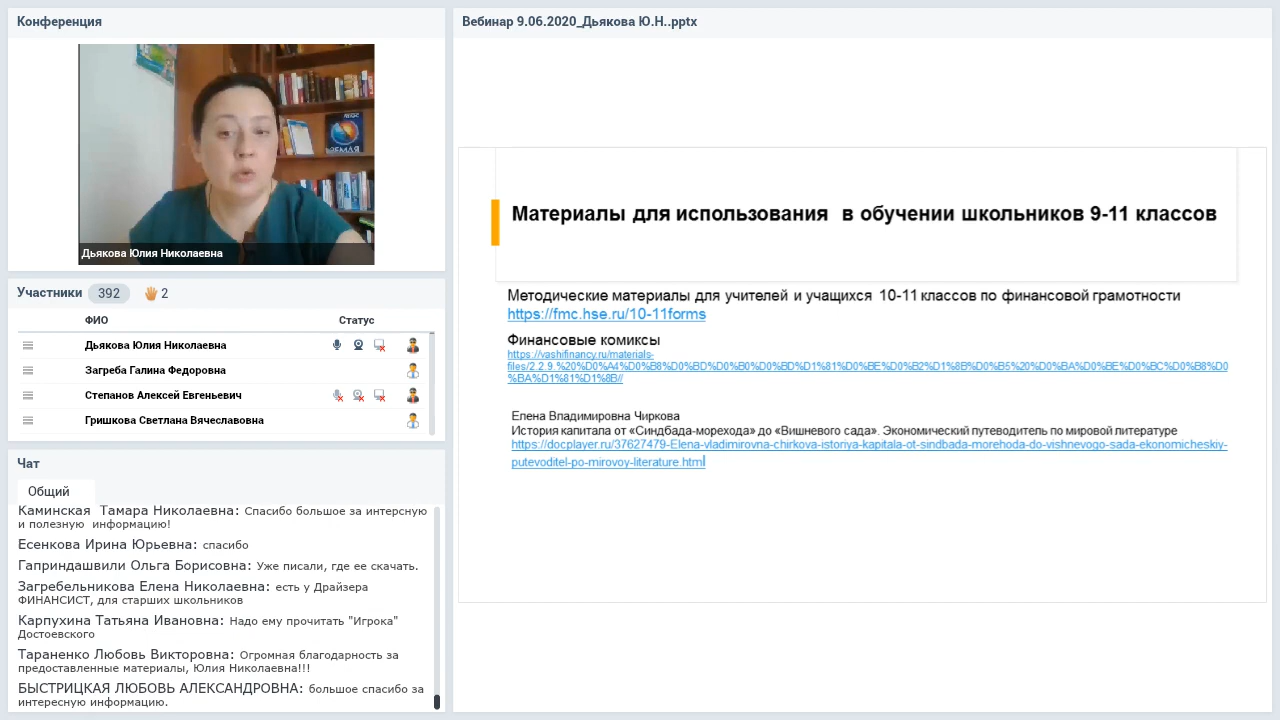 Конференция
Дьякова Юлия Николаевна
ЗЕМЛЯ
Участники 392 2
ФИО Статус
Дьякова Юлия Николаевна
Загреба Галина Федоровна
Степанов Алексей Евгеньевич
Гришкова Светлана Вячеславовна
Чат
Общий
Каминская Тамара Николаевна: Спасибо большое за интерсную
и полезную информацию!
Есенкова Ирина Юрьевна: спасибо
Гаприндашвили Ольга Борисовна: Уже писали, где ее скачать.
Загребельникова Елена Николаевна: есть у Драйзера
ФИНАНСИСТ, для старших школьников
Карпухина Татьяна Ивановна: Надо ему прочитать "Игрока"
Достоевского
Тараненко Любовь Викторовна: Огромная благодарность за
предоставленные материалы, Юлия Николаевна!!!
БЫСТРИЦКАЯ ЛЮБОВЬ АЛЕКСАНДРОВНА: большое спасибо за
интересную информацию.
Вебинар 9.06.2020_Дьякова Ю.Н..pptx
Материалы для использования в обучении школьников 9-11 классов
Методические материалы для учителей и учащихся 10-11 классов по финансовой грамотности
https://fmc.hse.ru/10-11forms
Финансовые комиксы
https://vashifinancy.ru/materials-
files/2.2.9.%20%D0%A4%D0%B8%D0%BD%D0%B0%D0%BD%D1%81%D0%BE%D0%B2%D1%8B%D0%B5%20%D0%BA%D0%BE%D0%BC%D0%B8%D0
%BA%D1%81%D1%8B//
Елена Владимировна Чиркова
История капитала от «Синдбада-морехода» до «Вишневого сада». Экономический путеводитель по мировой литературе
https://docplayer.ru/37627479-Elena-vladimirovna-chirkova-istoriya-kapitala-ot-sindbada-morehoda-do-vishnevogo-sada-ekonomicheskiy-
putevoditel-po-mirovoy-literature.html